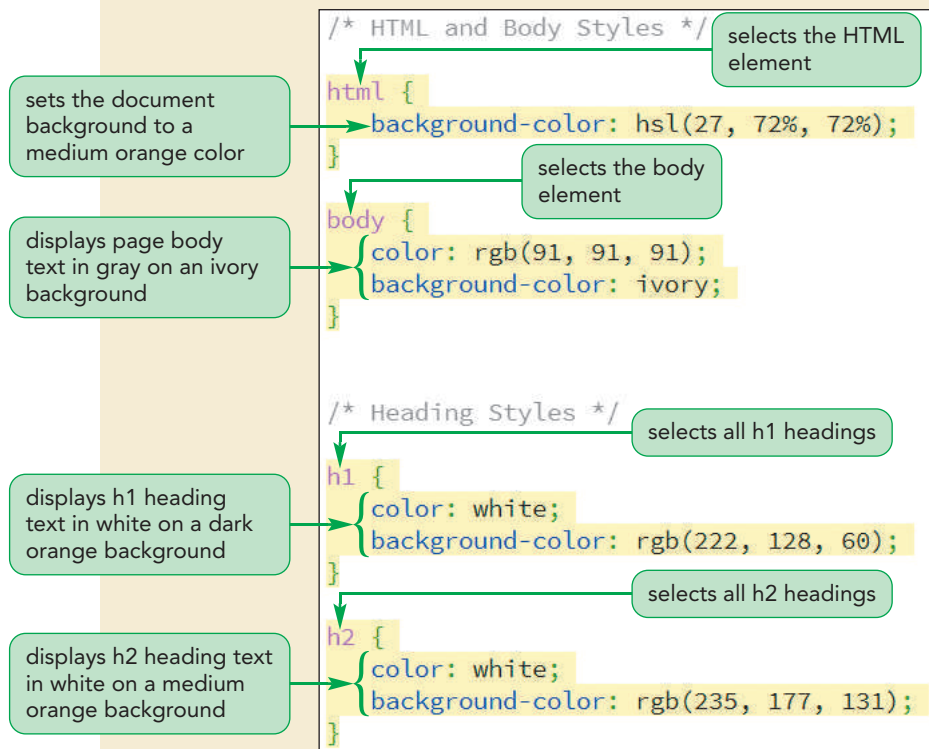 /* HTML and Body Styles */
selects the HTML
element
html {
sets the document
background to a
medium orange color
background-color: hsl(27, 72%, 72%);
}
selects the body
element
body {
displays page body
text in gray on an ivory
background
color: rgb(91, 91, 91);
background-color: ivory;
}
/* Heading Styles */
selects all h1 headings
h1 {
displays h1 heading
text in white on a dark
orange background
color: white;
background-color: rgb(222, 128, 60);
}
selects all h2 headings
h2 {
displays h2 heading text
in white on a medium
orange background
color: white;
background-color: rgb(235, 177, 131);
}